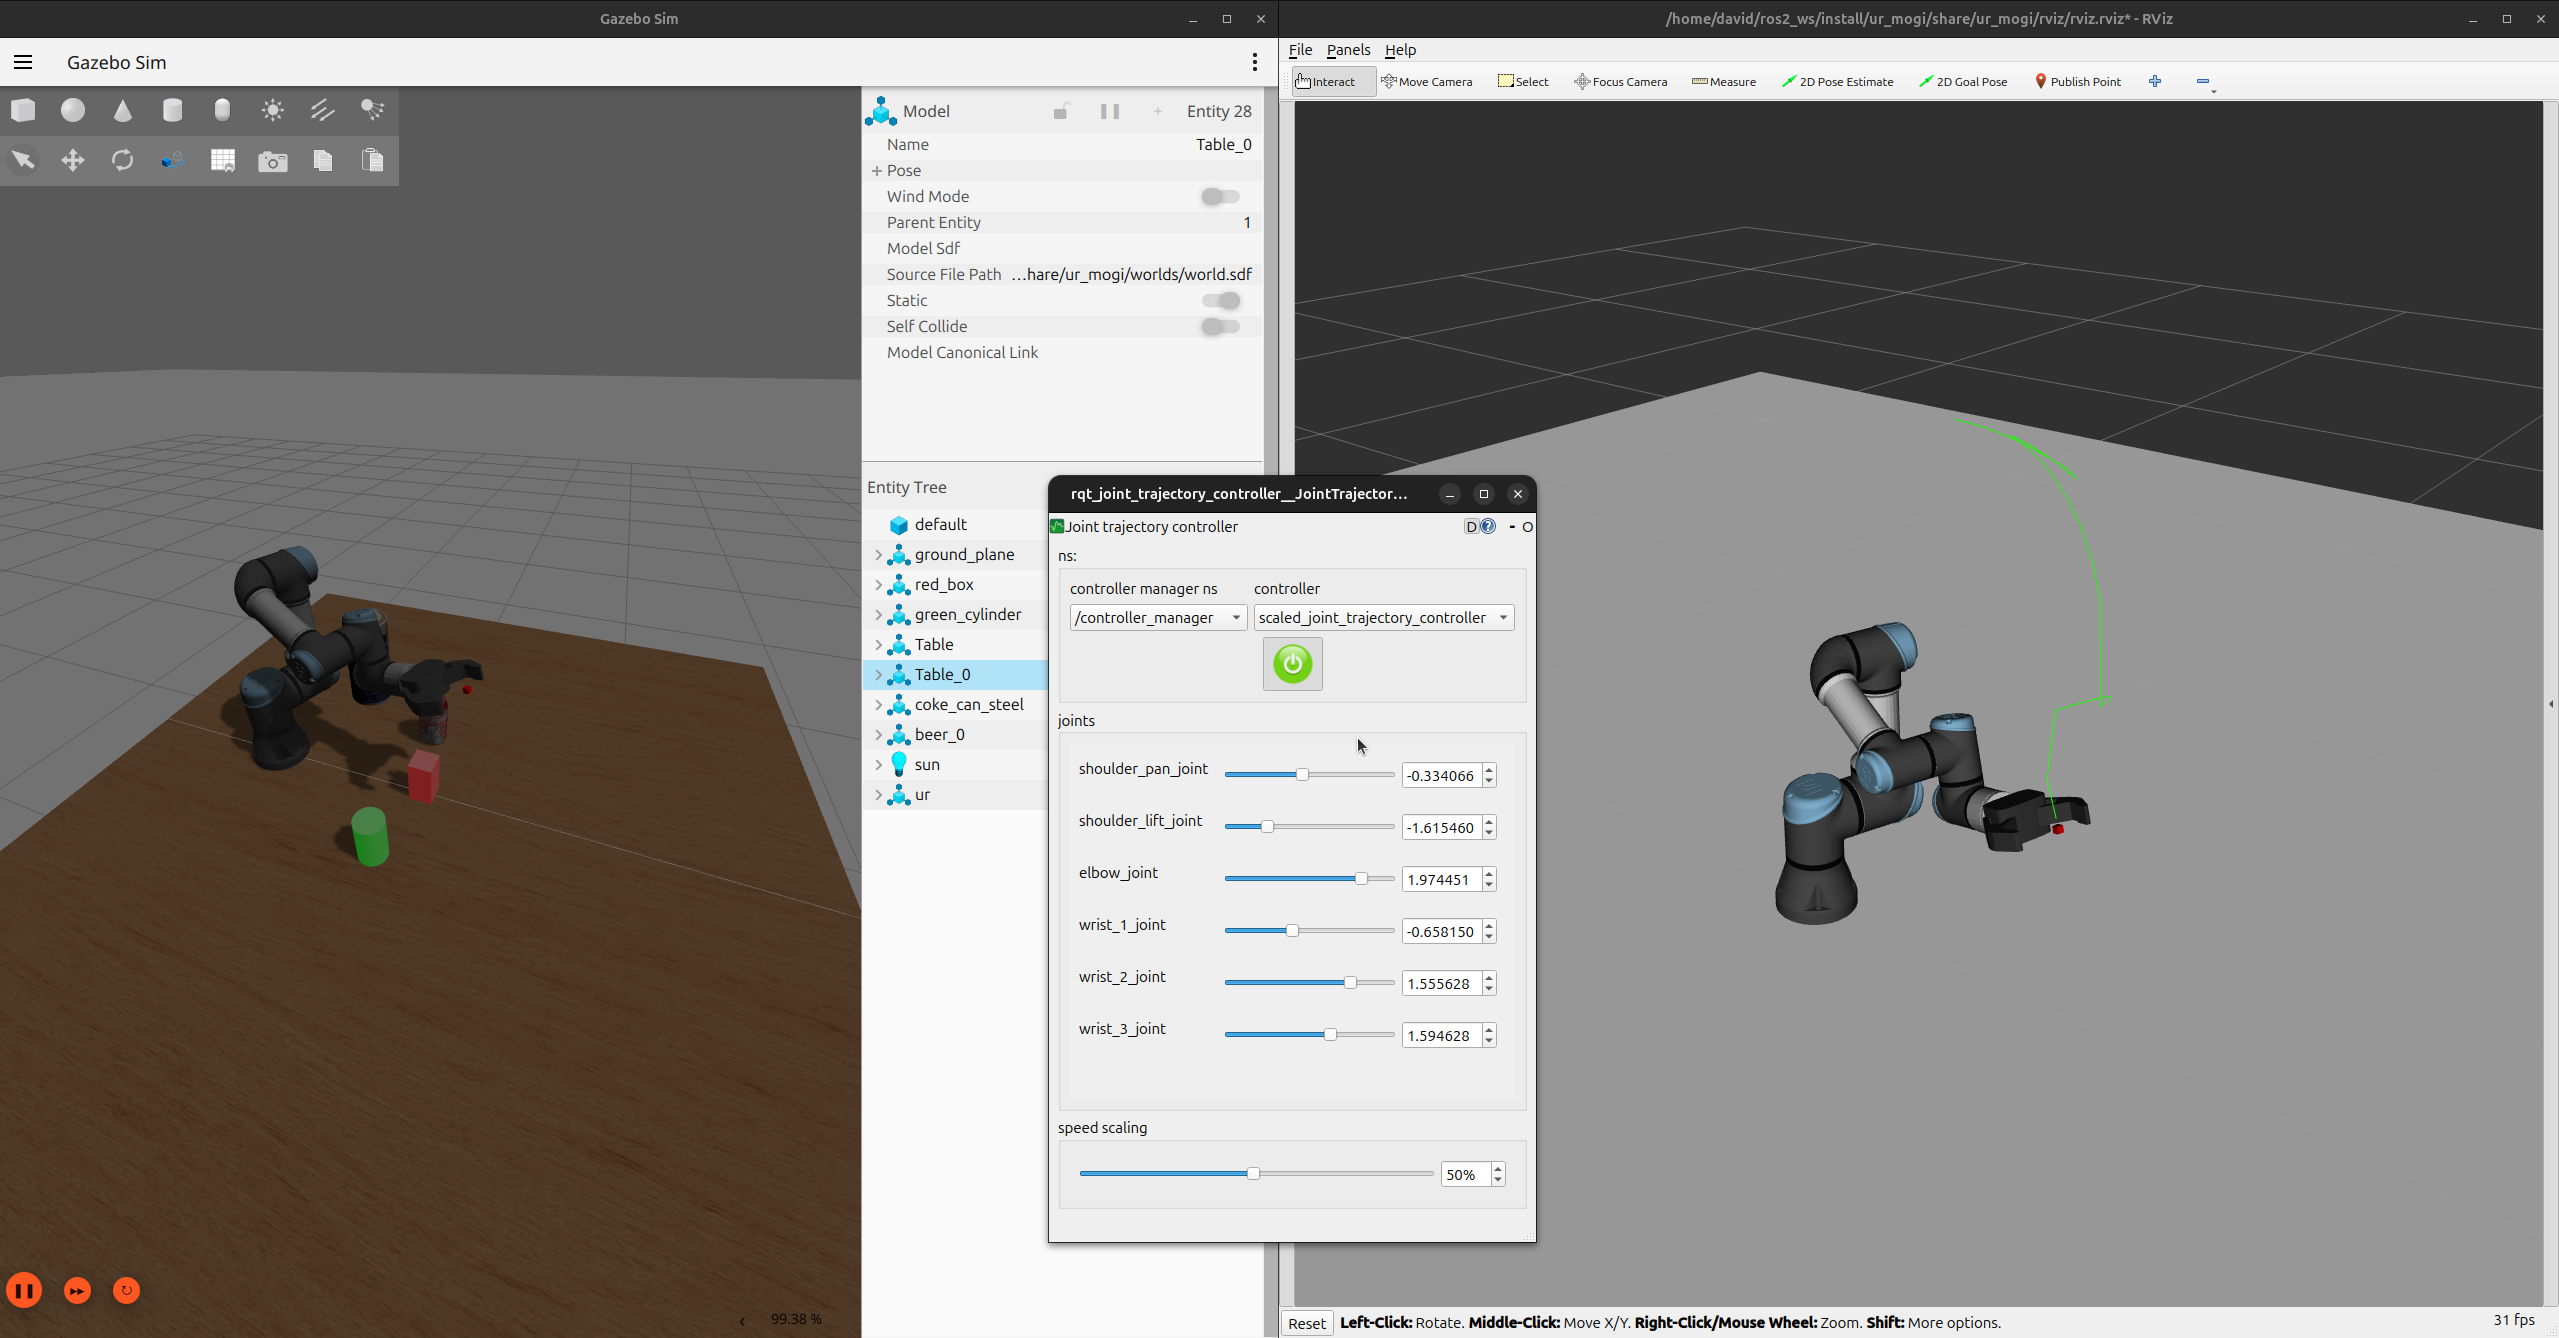 Gazebo Sim
Gazebo Sim
Model
Entity 28
Name Table_0
Pose
Wind Mode
Parent Entity 1
Model Sdf
Source File Path ...hare/ur_mogi/worlds/world.sdf
Static
Self Collide
Model Canonical Link
Entity Tree
default
ground_plane
red_box
green_cylinder
Table
Table_0
coke_can_steel
beer_0
sun
ur
99.38 %
rqt_joint_trajectory_controller__JointTrajector...
Joint trajectory controller
D
ns:
controller manager ns controller
/controller_manager scaled_joint_trajectory_controller
joints
shoulder_pan_joint -0.334066
shoulder_lift_joint -1.615460
elbow_joint 1.974451
wrist_1_joint -0.658150
wrist_2_joint 1.555628
wrist_3_joint 1.594628
speed scaling
50%
/home/david/ros2_ws/install/ur_mogi/share/ur_mogi/rviz/rviz.rviz* - RViz
File Panels Help
Interact Move Camera Select Focus Camera Measure 2D Pose Estimate 2D Goal Pose Publish Point
Reset Left-Click: Rotate. Middle-Click: Move X/Y. Right-Click/Mouse Wheel: Zoom. Shift: More options. 31 fps